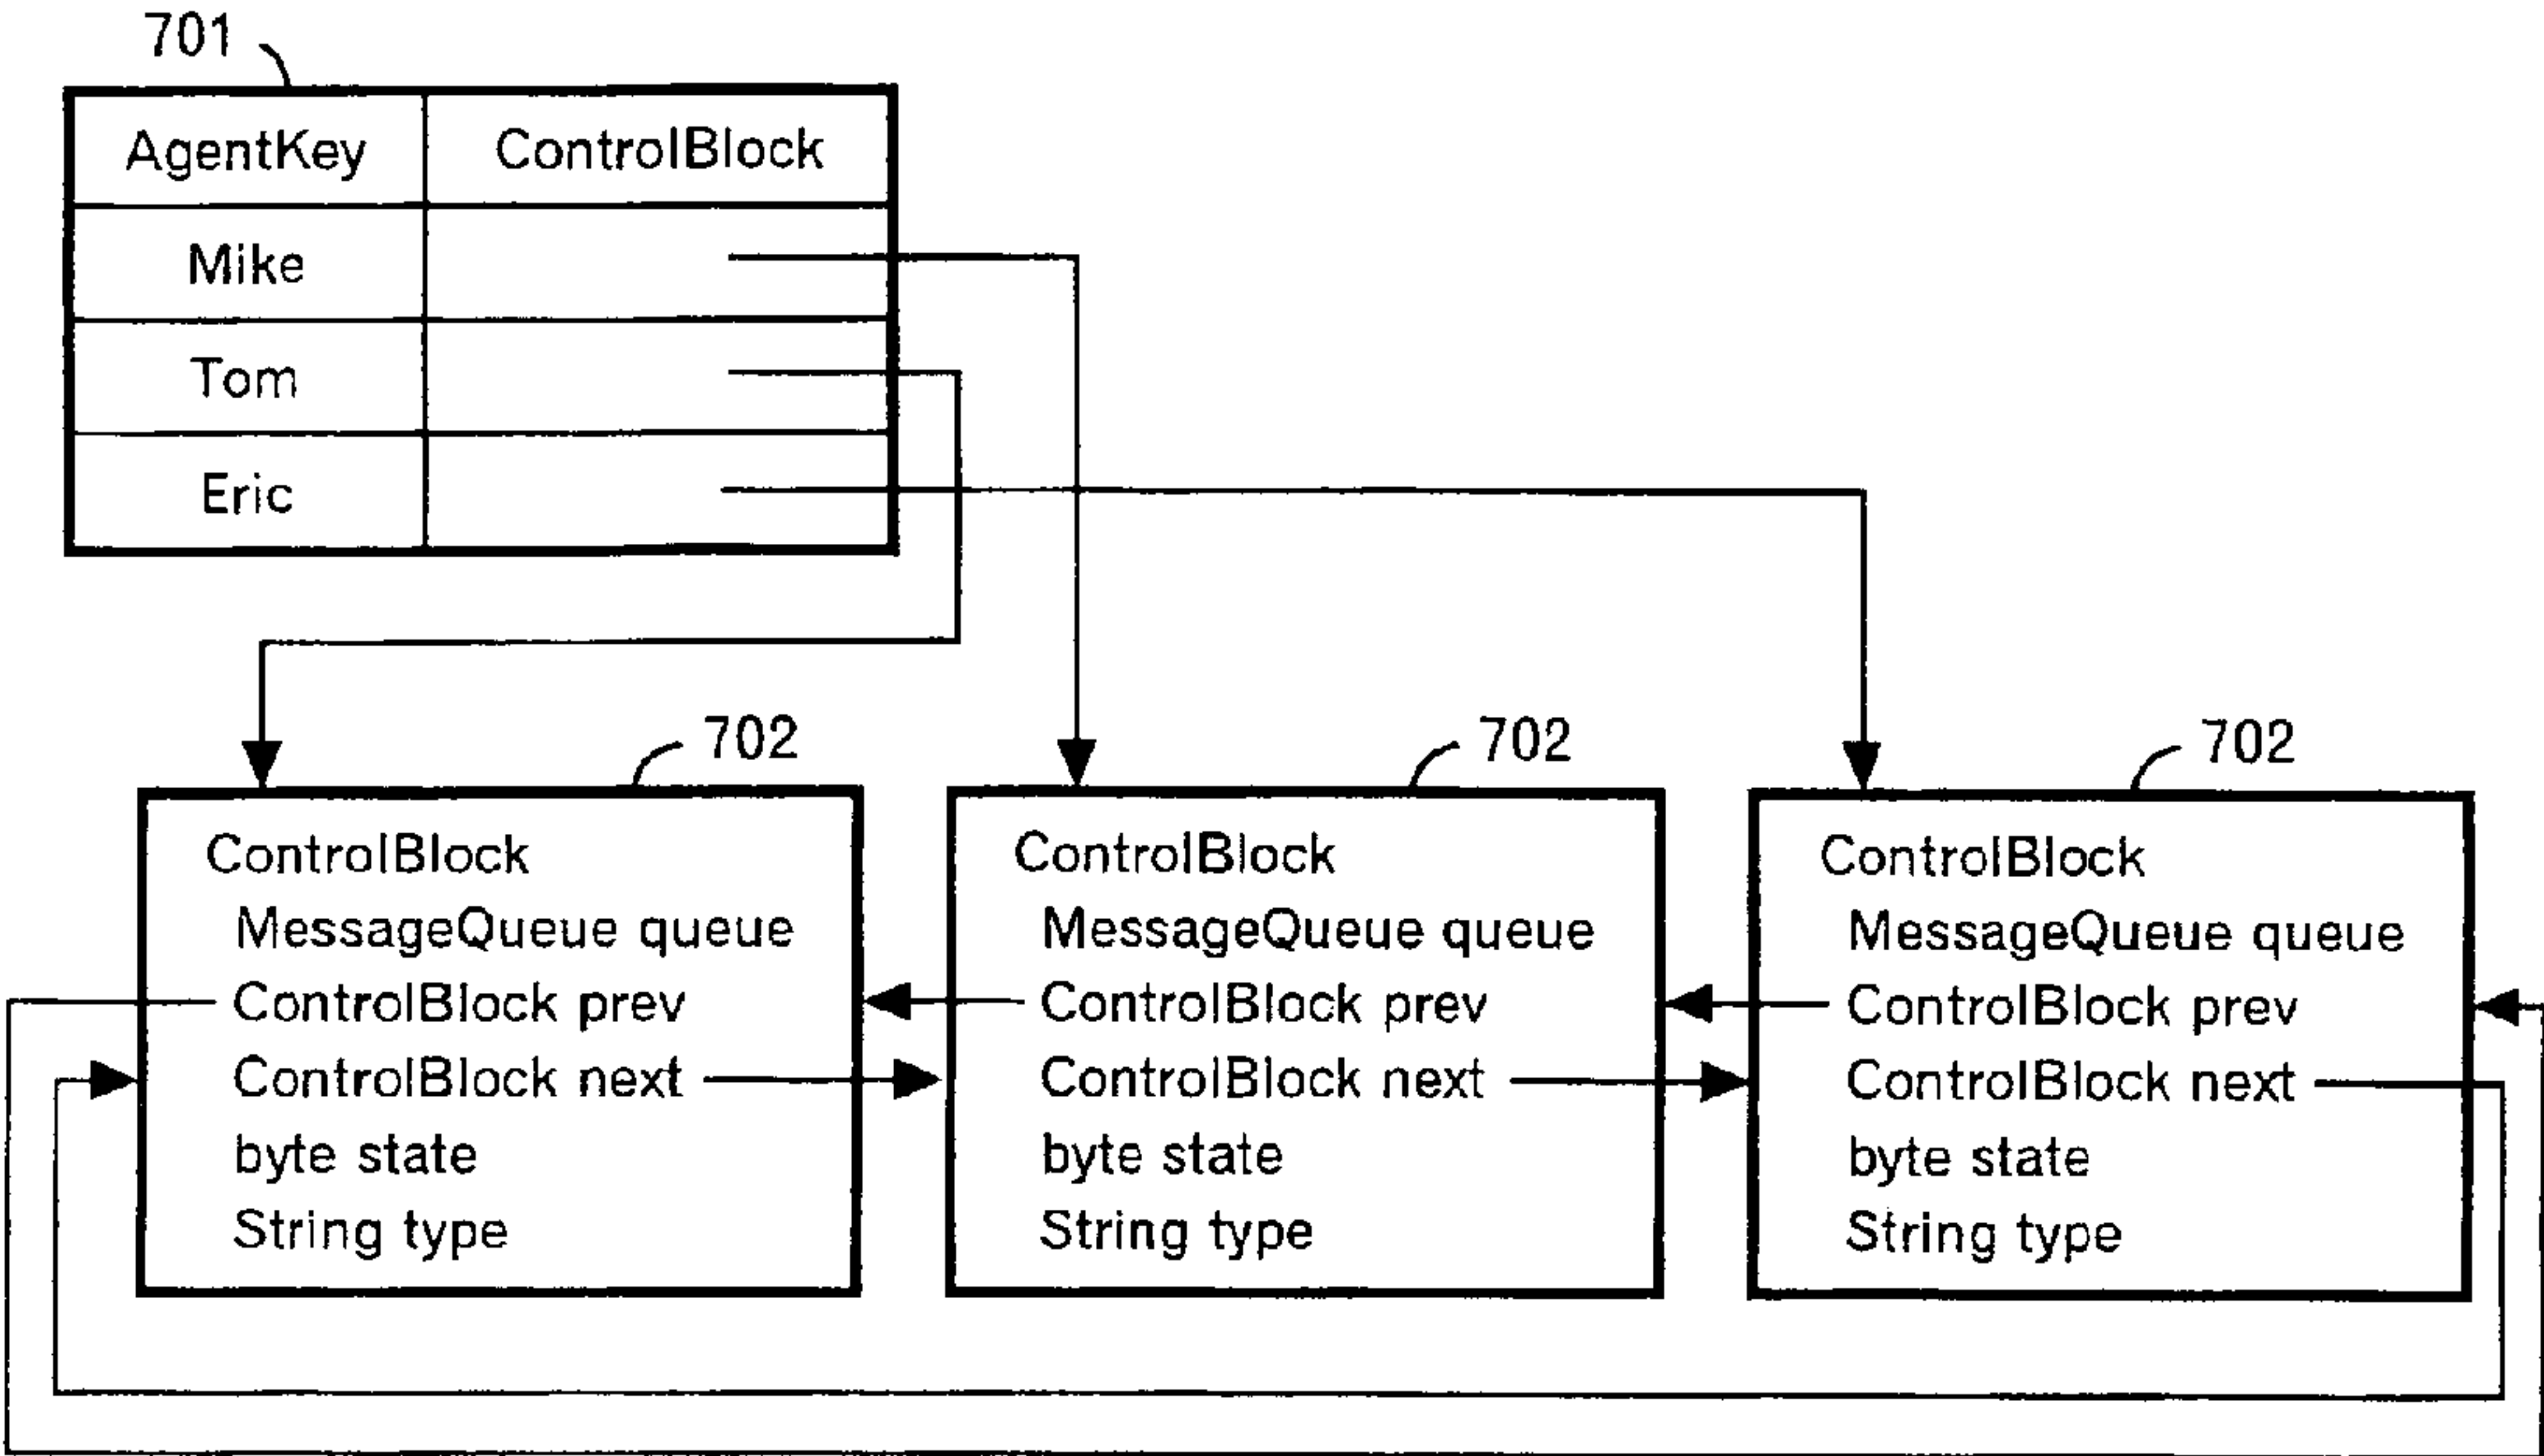 701
AgentKey ControlBlock
Mike
Tom
Eric
702
ControlBlock
MessageQueue queue
ControlBlock prev
ControlBlock next
byte state
String type
702
ControlBlock
MessageQueue queue
ControlBlock prev
ControlBlock next
byte state
String type
702
ControlBlock
MessageQueue queue
ControlBlock prev
ControlBlock next
byte state
String type